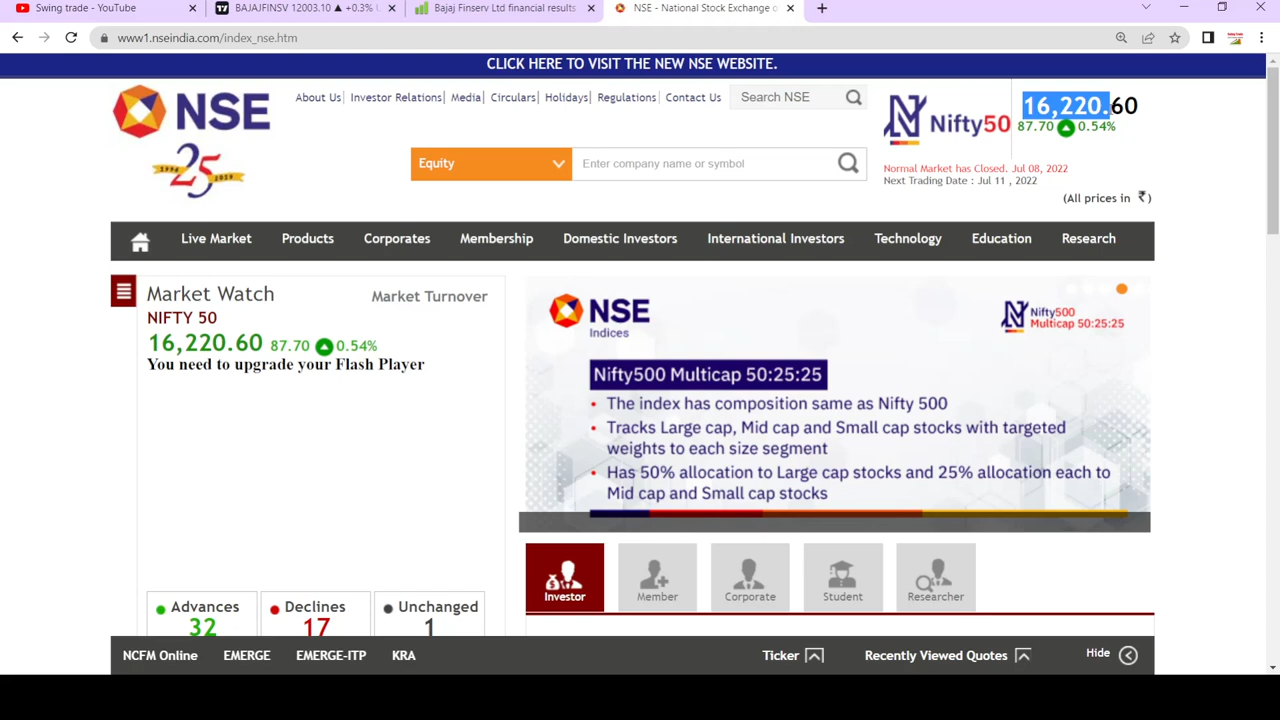 Swing trade - YouTube
BAJAJFINSV 12003.10 ▲ +0.3%
Bajaj Finserv Ltd financial results
NSE - National Stock Exchange o
www1.nseindia.com/index_nse.htm
CLICK HERE TO VISIT THE NEW NSE WEBSITE.
NSE
About Us
Investor Relations
Media
Circulars
Holidays
Regulations
Contact Us
Search NSE
Nifty50
16,220.60
87.70 0.54%
Equity
Enter company name or symbol
Normal Market has Closed. Jul 08, 2022
Next Trading Date : Jul 11 , 2022
(All prices in ₹)
25
Live Market
Products
Corporates
Membership
Domestic Investors
International Investors
Technology
Education
Research
Market Watch
Market Turnover
NIFTY 50
16,220.60 87.70 0.54%
You need to upgrade your Flash Player
NSE
Indices
Nifty500
Multicap 50:25:25
Nifty500 Multicap 50:25:25
• The index has composition same as Nifty 500
• Tracks Large cap, Mid cap and Small cap stocks with targeted
weights to each size segment
• Has 50% allocation to Large cap stocks and 25% allocation each to
Mid cap and Small cap stocks
Investor
Member
Corporate
Student
Researcher
Advances
32
Declines
17
Unchanged
1
NCFM Online
EMERGE
EMERGE-ITP
KRA
Ticker
Recently Viewed Quotes
Hide